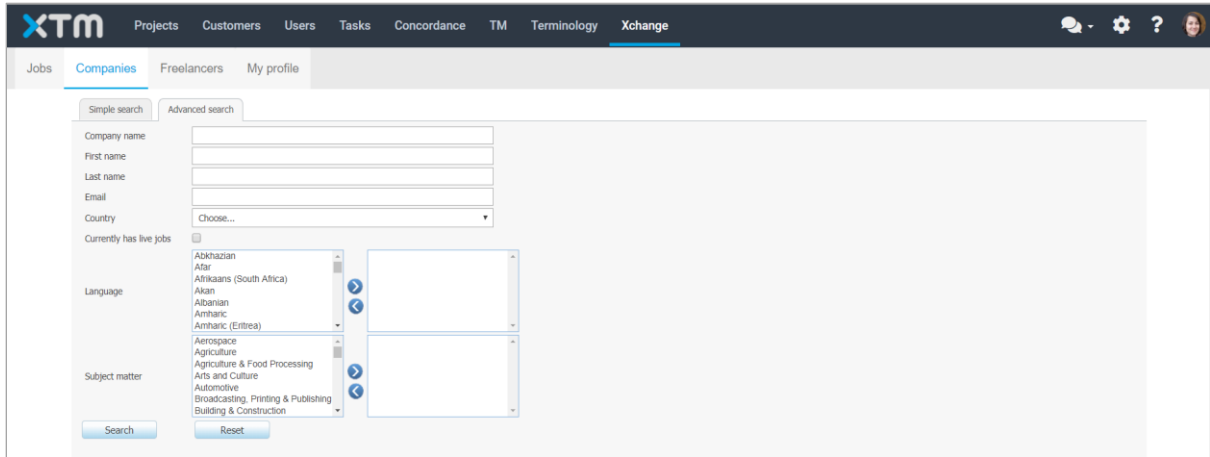 XTM Projects Customers Users Tasks Concordance TM Terminology Xchange ?
Jobs Companies Freelancers My profile
Simple search Advanced search
Company name
First name
Last name
Email
Country Choose...
Currently has live jobs
Language
Abkhazian
Afar
Afrikaans (South Africa)
Akan
Albanian
Amharic
Amharic (Eritrea)
Subject matter
Aerospace
Agriculture
Agriculture & Food Processing
Arts and Culture
Automotive
Broadcasting, Printing & Publishing
Building & Construction
Search Reset